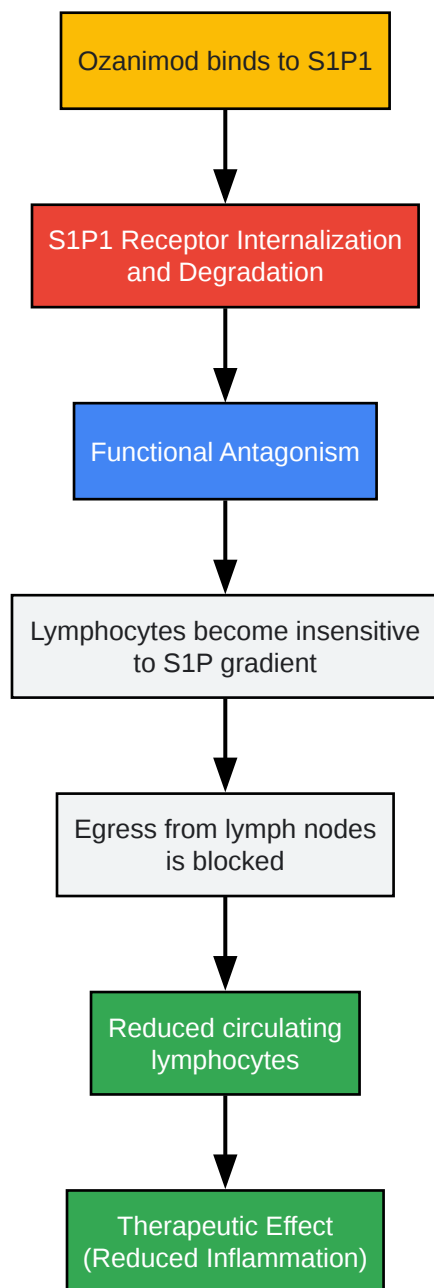 Ozanimod binds to S1P1
S1P1 Receptor Internalization
and Degradation
Functional Antagonism
Lymphocytes become insensitive
to S1P gradient
Egress from lymph nodes
is blocked
Reduced circulating
lymphocytes
Therapeutic Effect
(Reduced Inflammation)